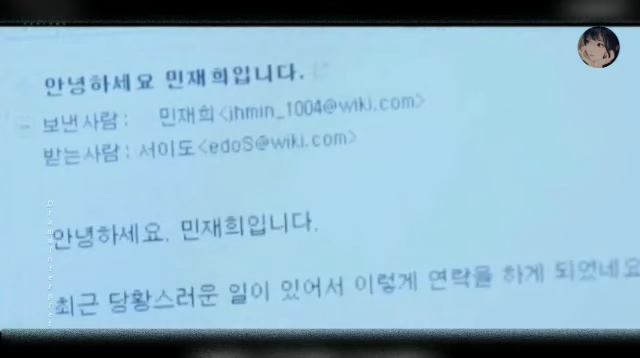 안녕하세요 민재희입니다.
보낸사람 : 민재희<jhmin_1004@wiki.com>
받는사람 : 서이도<edoS@wiki.com>
안녕하세요, 민재희입니다.
최근 당황스러운 일이 있어서 이렇게 연락을 하게 되었네요